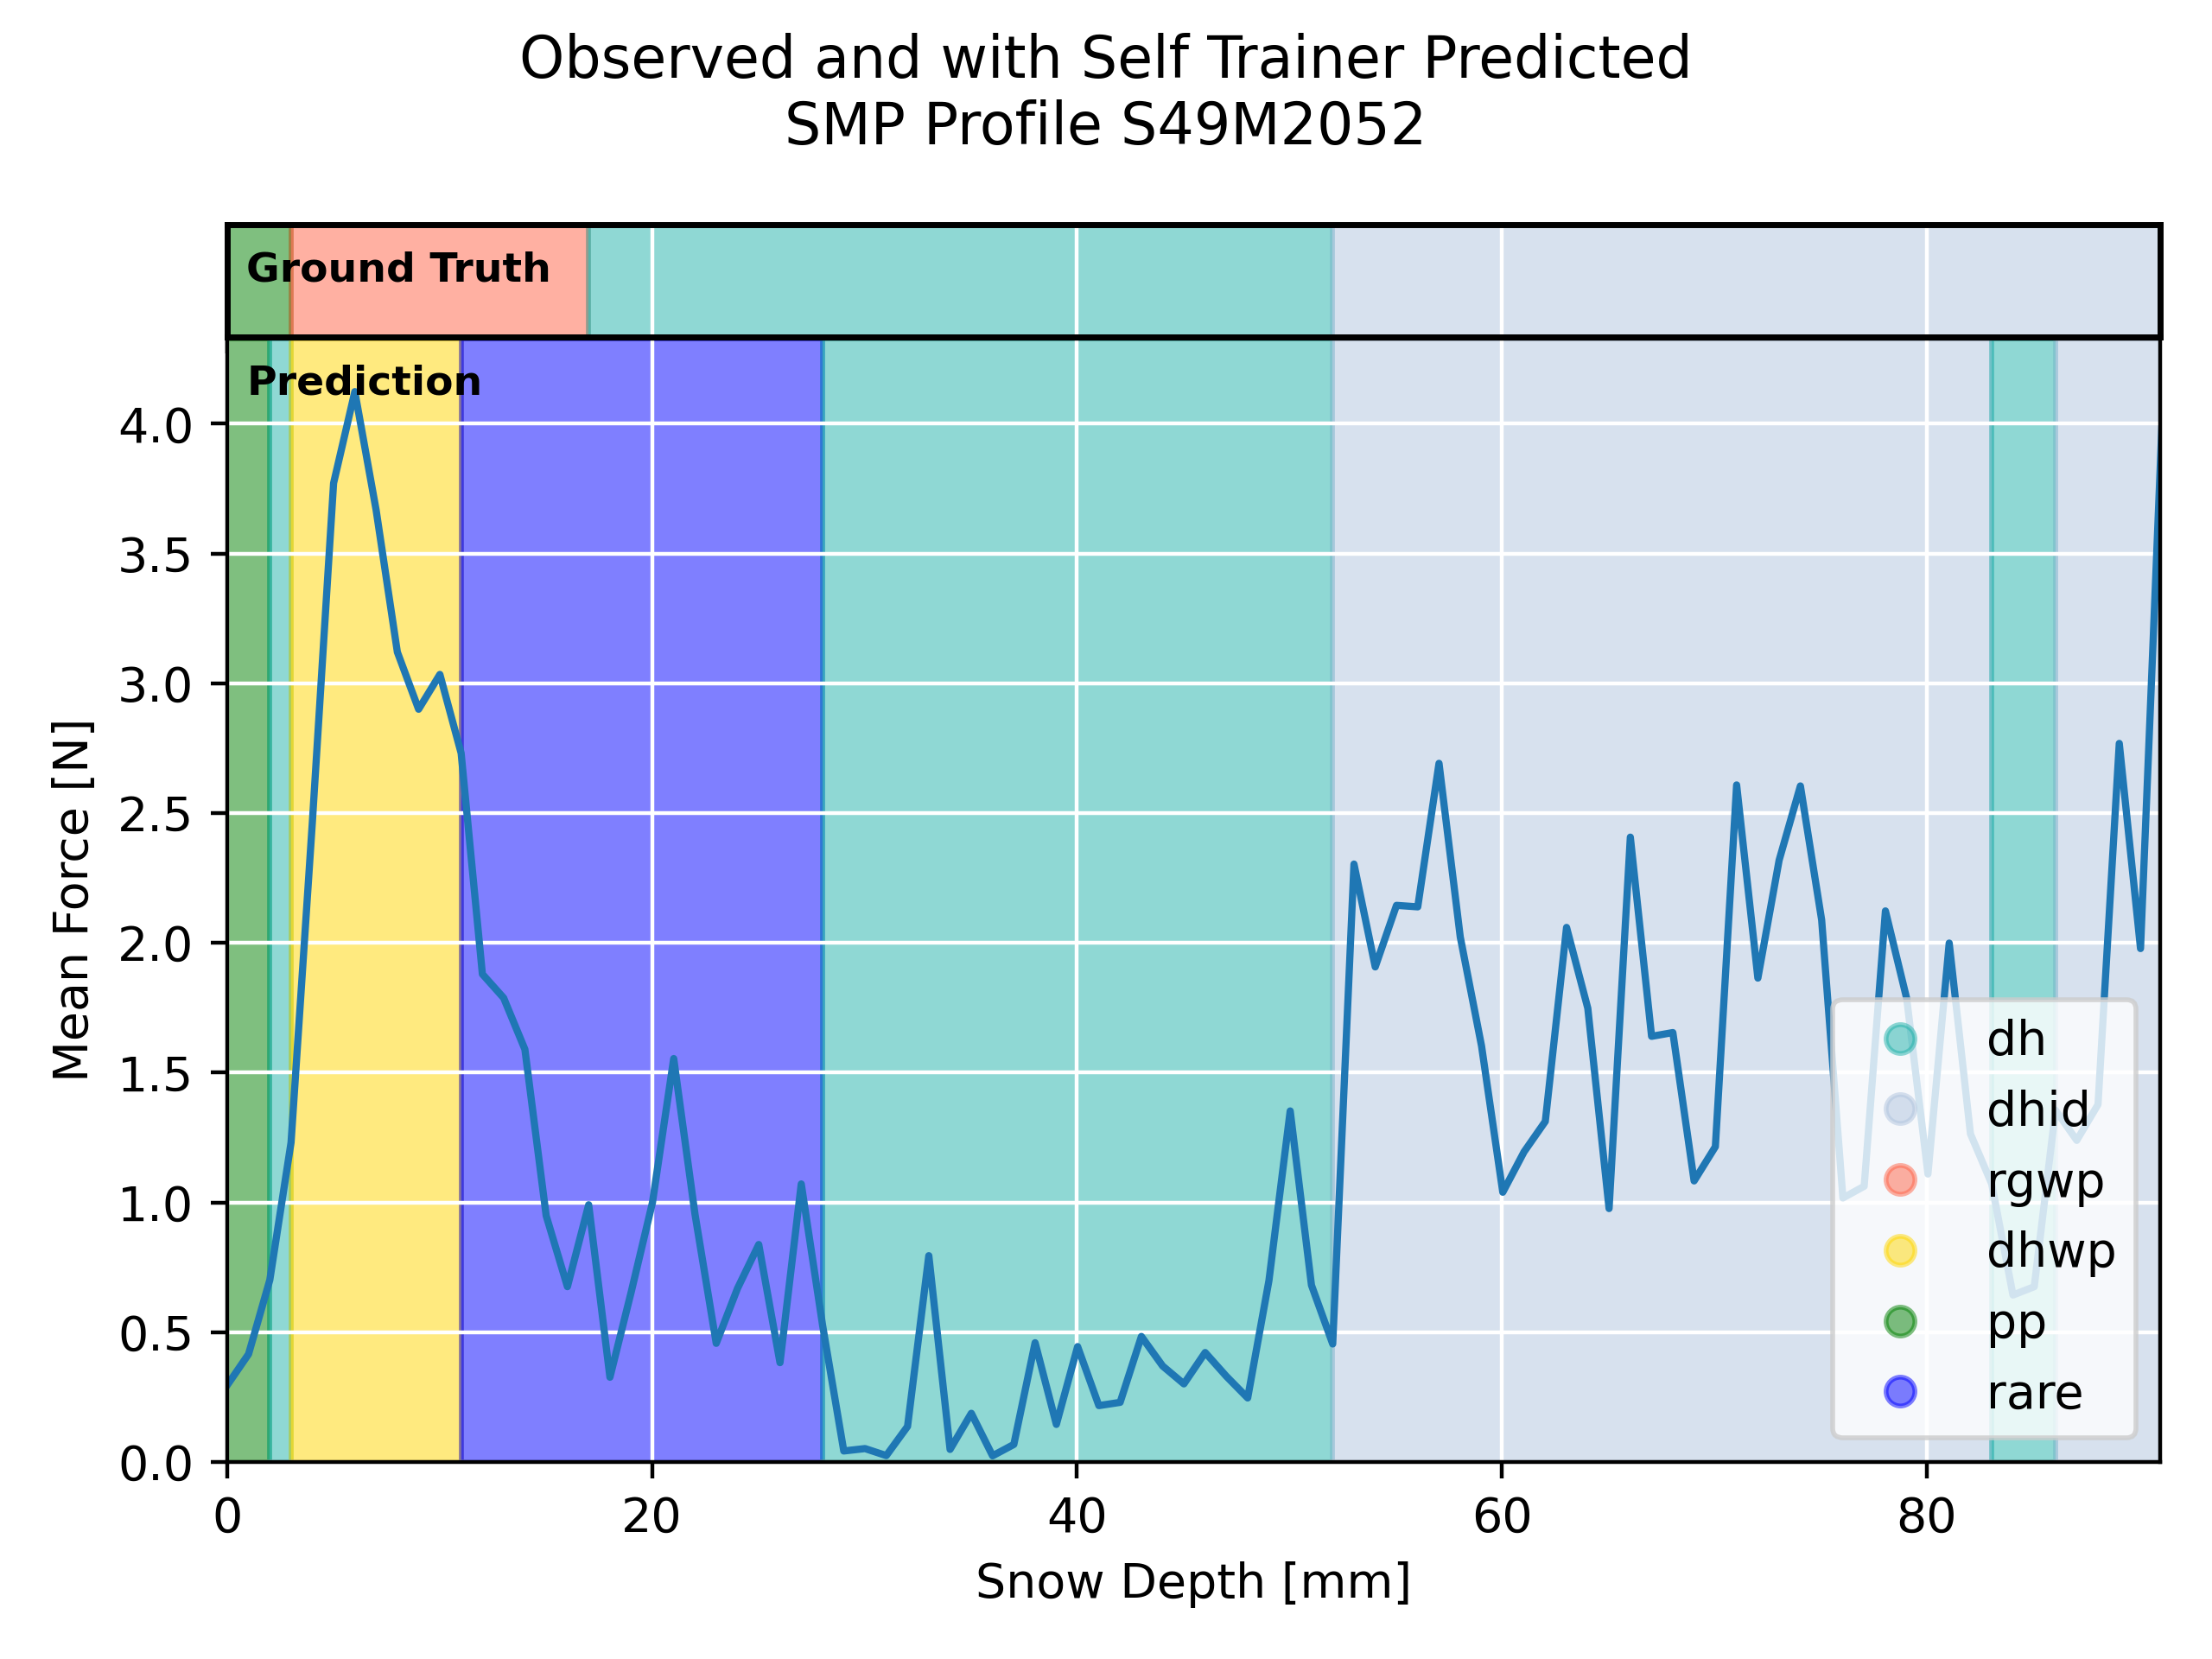 Observed and with Self Trainer Predicted
SMP Profile S49M2052
Ground Truth
Prediction
4.0
3.5
3.0
2.5
2.0
1.5
1.0
0.5
0.0
Mean Force [N]
dh
dhid
rgwp
dhwp
pp
rare
0 20 40 60 80
Snow Depth [mm]